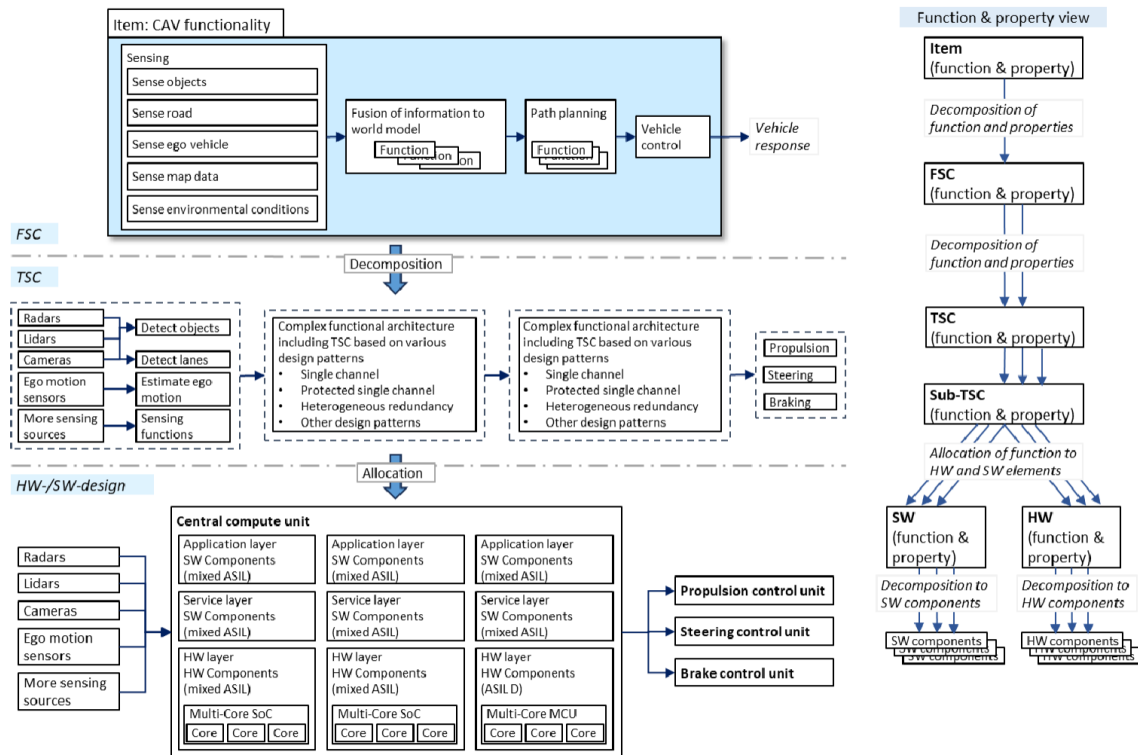 Item: CAV functionality
Sensing
Sense objects
Sense road
Sense ego vehicle
Sense map data
Sense environmental conditions
Fusion of information to
world model
Function
Function
Function
Path planning
Function
Function
Vehicle
control
Vehicle
response
FSC
Decomposition
TSC
Radars
Lidars
Cameras
Ego motion
sensors
More sensing
sources
Detect objects
Detect lanes
Estimate ego
motion
Sensing
functions
Complex functional architecture
including TSC based on various
design patterns
• Single channel
• Protected single channel
• Heterogeneous redundancy
• Other design patterns
Complex functional architecture
including TSC based on various
design patterns
• Single channel
• Protected single channel
• Heterogeneous redundancy
• Other design patterns
Propulsion
Steering
Braking
Allocation
HW-/SW-design
Radars
Lidars
Cameras
Ego motion
sensors
More sensing
sources
Central compute unit
Application layer
SW Components
(mixed ASIL)
Application layer
SW Components
(mixed ASIL)
Application layer
SW Components
(mixed ASIL)
Service layer
SW Components
(mixed ASIL)
Service layer
SW Components
(mixed ASIL)
Service layer
SW Components
(mixed ASIL)
HW layer
HW Components
(mixed ASIL)
Multi-Core SoC
Core Core Core
HW layer
HW Components
(mixed ASIL)
Multi-Core SoC
Core Core Core
HW layer
HW Components
(ASIL D)
Multi-Core MCU
Core Core Core
Propulsion control unit
Steering control unit
Brake control unit
Function & property view
Item
(function & property)
Decomposition of
function and properties
FSC
(function & property)
Decomposition of
function and properties
TSC
(function & property)
Sub-TSC
(function & property)
Allocation of function to
HW and SW elements
SW
(function &
property)
HW
(function &
property)
Decomposition to
SW components
Decomposition to
HW components
SW components
SW components
HW components
HW components